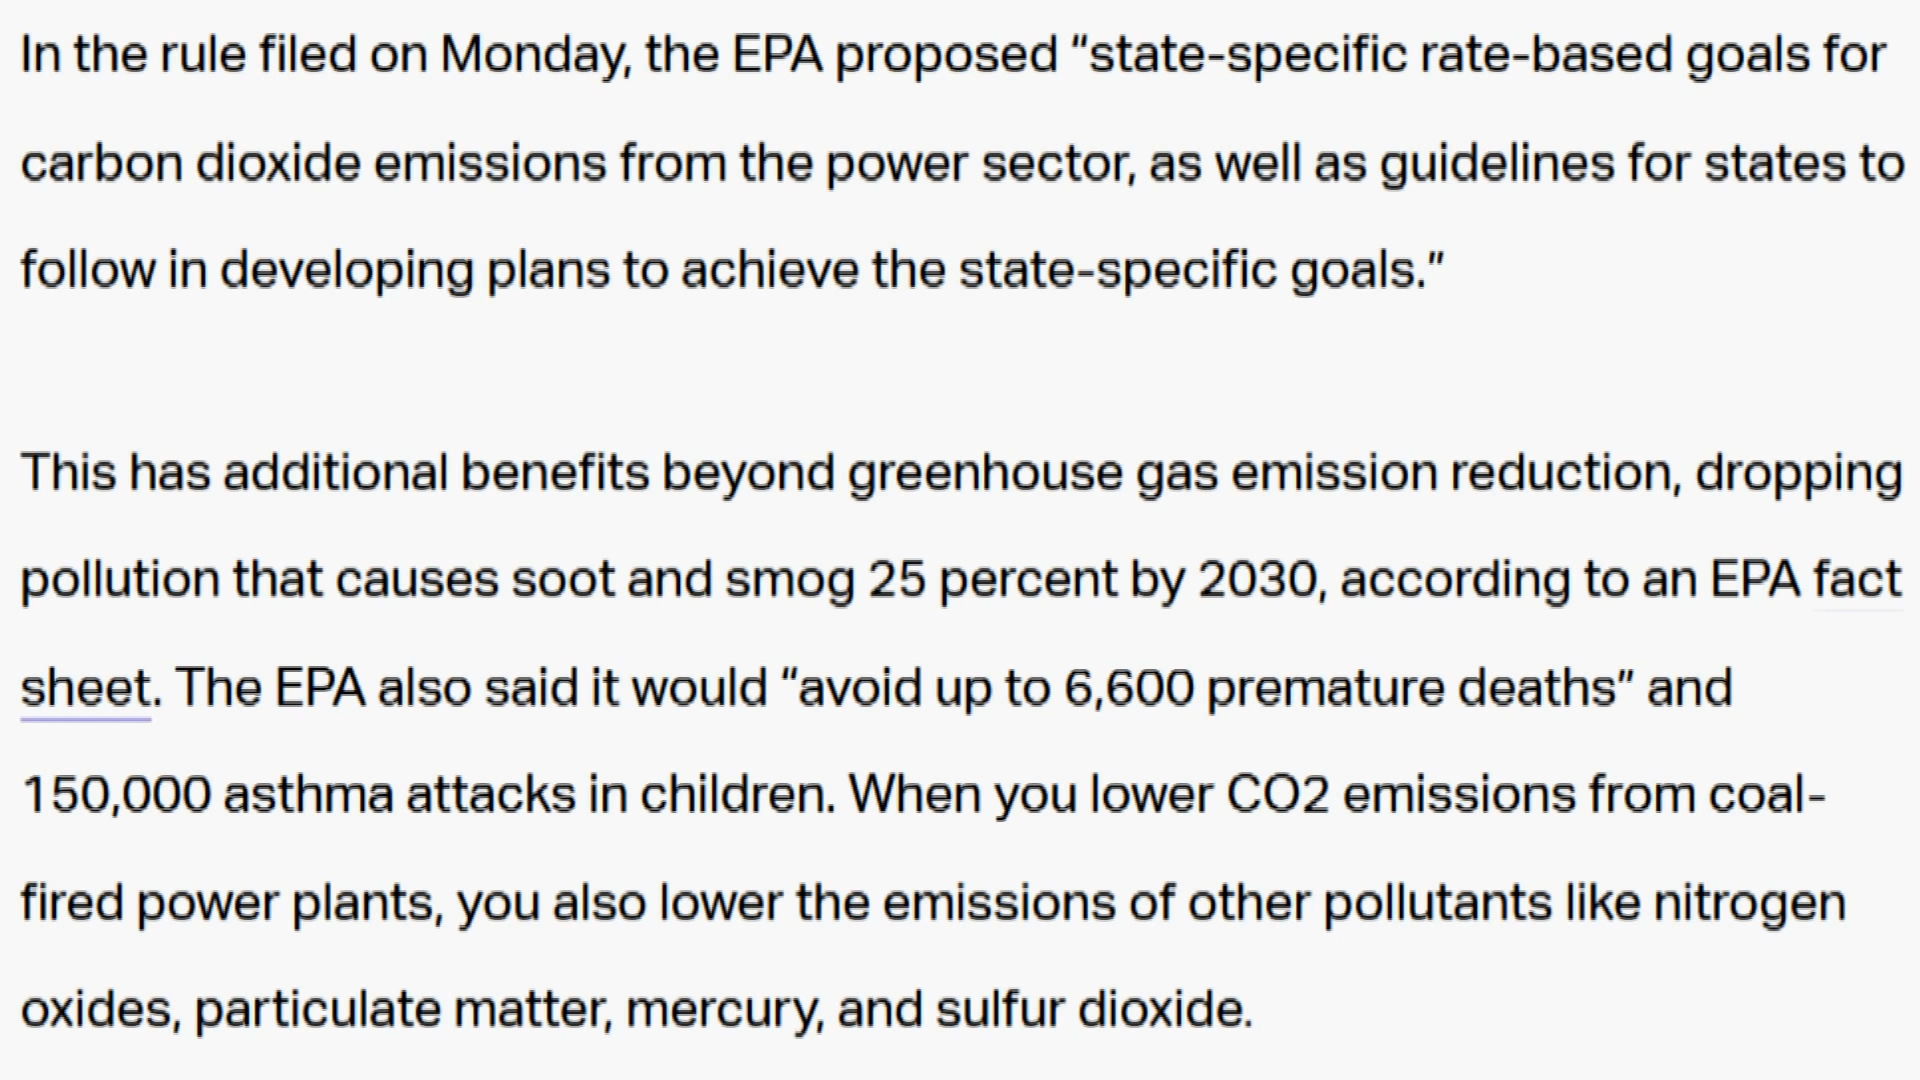 In the rule filed on Monday, the EPA proposed “state-specific rate-based goals for
carbon dioxide emissions from the power sector, as well as guidelines for states to
follow in developing plans to achieve the state-specific goals.”
This has additional benefits beyond greenhouse gas emission reduction, dropping
pollution that causes soot and smog 25 percent by 2030, according to an EPA fact
sheet. The EPA also said it would “avoid up to 6,600 premature deaths” and
150,000 asthma attacks in children. When you lower CO2 emissions from coal-
fired power plants, you also lower the emissions of other pollutants like nitrogen
oxides, particulate matter, mercury, and sulfur dioxide.